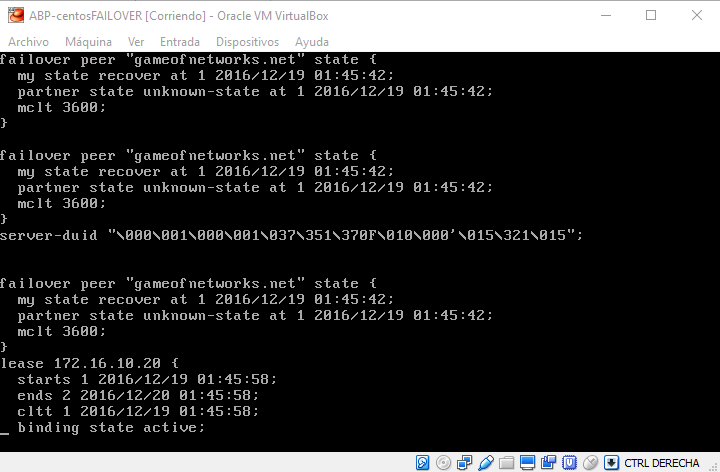 ABP-centosFAILOVER [Corriendo] - Oracle VM VirtualBox
Archivo Máquina Ver Entrada Dispositivos Ayuda
failover peer "gameofnetworks.net" state {
  my state recover at 1 2016/12/19 01:45:42;
  partner state unknown-state at 1 2016/12/19 01:45:42;
  mclt 3600;
}
failover peer "gameofnetworks.net" state {
  my state recover at 1 2016/12/19 01:45:42;
  partner state unknown-state at 1 2016/12/19 01:45:42;
  mclt 3600;
}
server-duid "\000\001\000\001\037\351\370F\010\000'\015\321\015";
failover peer "gameofnetworks.net" state {
  my state recover at 1 2016/12/19 01:45:42;
  partner state unknown-state at 1 2016/12/19 01:45:42;
  mclt 3600;
}
lease 172.16.10.20 {
  starts 1 2016/12/19 01:45:58;
  ends 2 2016/12/20 01:45:58;
  cltt 1 2016/12/19 01:45:58;
_ binding state active;
CTRL DERECHA